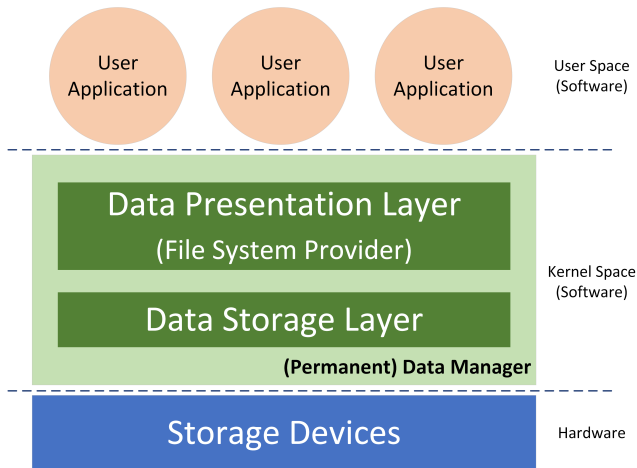 User
Application
User
Application
User
Application
User Space
(Software)
Data Presentation Layer
(File System Provider)
Data Storage Layer
(Permanent) Data Manager
Kernel Space
(Software)
Storage Devices
Hardware